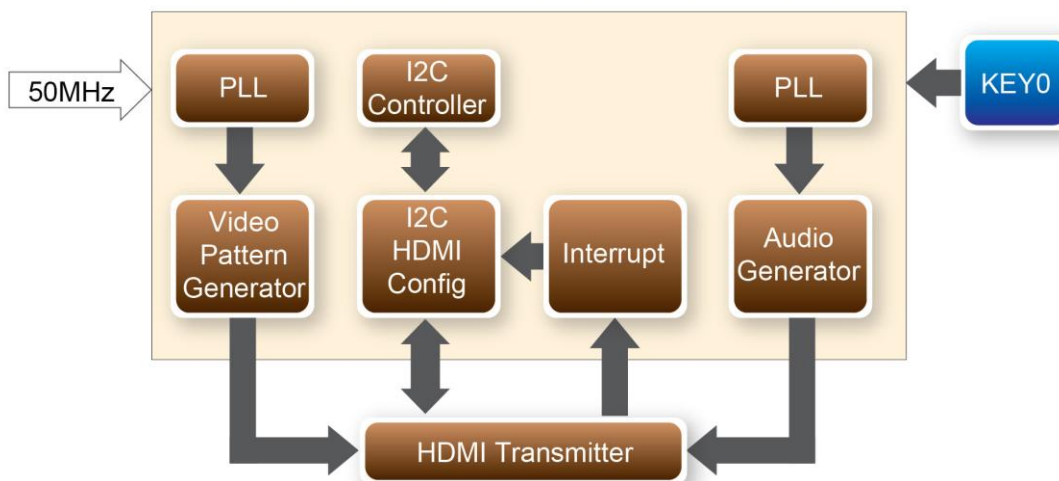 50MHz
PLL
I2C
Controller
PLL
KEY0
Video
Pattern
Generator
I2C
HDMI
Config
Interrupt
Audio
Generator
HDMI Transmitter